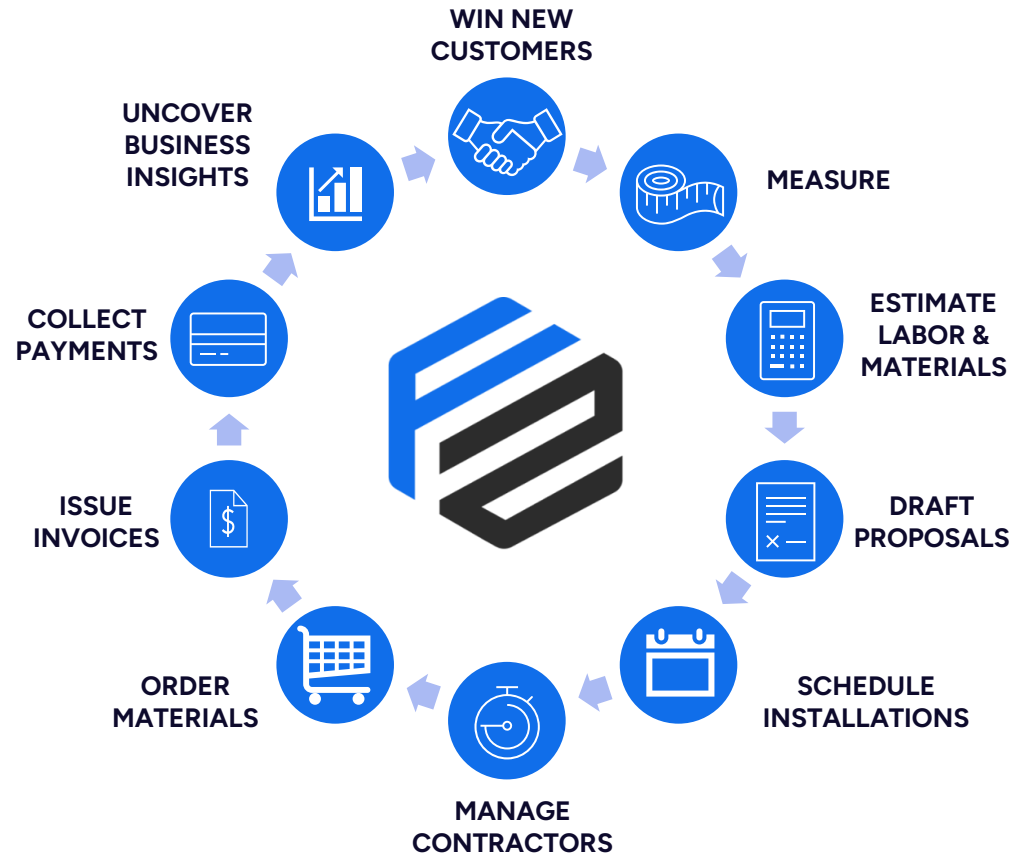 WIN NEW
CUSTOMERS
MEASURE
ESTIMATE
LABOR &
MATERIALS
DRAFT
PROPOSALS
SCHEDULE
INSTALLATIONS
MANAGE
CONTRACTORS
ORDER
MATERIALS
ISSUE
INVOICES
$
COLLECT
PAYMENTS
UNCOVER
BUSINESS
INSIGHTS